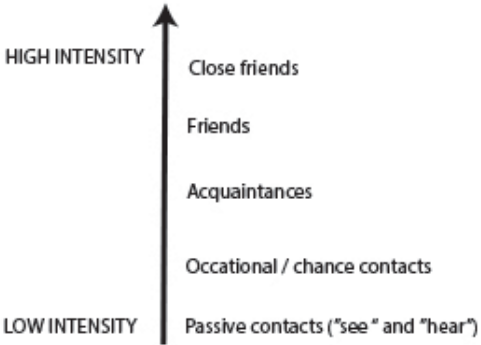 HIGH INTENSITY
Close friends
Friends
Acquaintances
Occational / chance contacts
LOW INTENSITY
Passive contacts (”see “ and ”hear”)